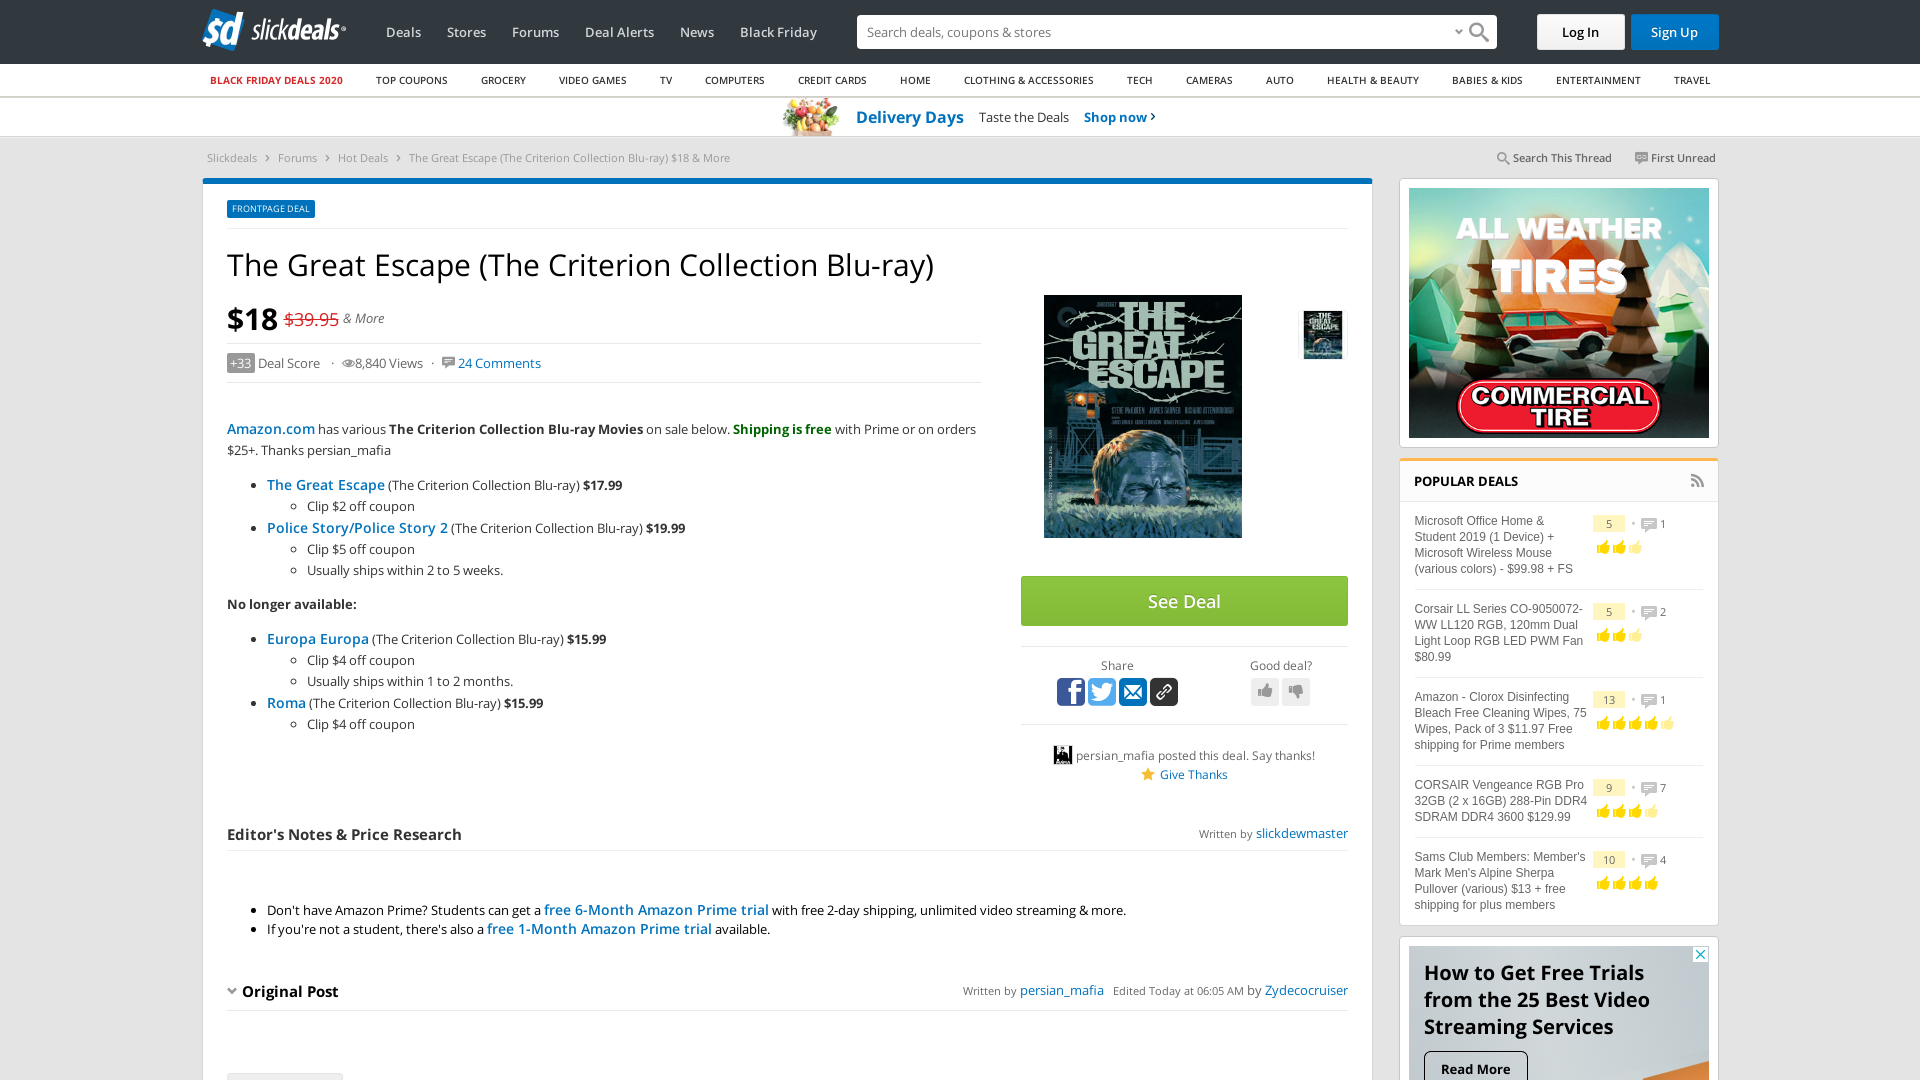 slickdeals
Deals
Stores
Forums
Deal Alerts
News
Black Friday
Search deals, coupons & stores
Log In
Sign Up
BLACK FRIDAY DEALS 2020
TOP COUPONS
GROCERY
VIDEO GAMES
TV
COMPUTERS
CREDIT CARDS
HOME
CLOTHING & ACCESSORIES
TECH
CAMERAS
AUTO
HEALTH & BEAUTY
BABIES & KIDS
ENTERTAINMENT
TRAVEL
Delivery Days Taste the Deals Shop now
Slickdeals > Forums > Hot Deals > The Great Escape (The Criterion Collection Blu-ray) $18 & More
Search This Thread
First Unread
FRONTPAGE DEAL
The Great Escape (The Criterion Collection Blu-ray)
$18 $39.95 & More
+33 Deal Score · 8,840 Views · 24 Comments
Amazon.com has various The Criterion Collection Blu-ray Movies on sale below. Shipping is free with Prime or on orders
$25+. Thanks persian_mafia
The Great Escape (The Criterion Collection Blu-ray) $17.99
Clip $2 off coupon
Police Story/Police Story 2 (The Criterion Collection Blu-ray) $19.99
Clip $5 off coupon
Usually ships within 2 to 5 weeks.
No longer available:
Europa Europa (The Criterion Collection Blu-ray) $15.99
Clip $4 off coupon
Usually ships within 1 to 2 months.
Roma (The Criterion Collection Blu-ray) $15.99
Clip $4 off coupon
THE
GREAT
ESCAPE
STEVE McQUEEN JAMES GARNER RICHARD ATTENBOROUGH
See Deal
Share
Good deal?
persian_mafia posted this deal. Say thanks!
Give Thanks
Editor's Notes & Price Research
Written by slickdewmaster
Don't have Amazon Prime? Students can get a free 6-Month Amazon Prime trial with free 2-day shipping, unlimited video streaming & more.
If you're not a student, there's also a free 1-Month Amazon Prime trial available.
Original Post
Written by persian_mafia Edited Today at 06:05 AM by Zydecocruiser
ALL WEATHER
TIRES
COMMERCIAL
TIRE
POPULAR DEALS
Microsoft Office Home &
Student 2019 (1 Device) +
Microsoft Wireless Mouse
(various colors) - $99.98 + FS
5 • 1
Corsair LL Series CO-9050072-
WW LL120 RGB, 120mm Dual
Light Loop RGB LED PWM Fan
$80.99
5 • 2
Amazon - Clorox Disinfecting
Bleach Free Cleaning Wipes, 75
Wipes, Pack of 3 $11.97 Free
shipping for Prime members
13 • 1
CORSAIR Vengeance RGB Pro
32GB (2 x 16GB) 288-Pin DDR4
SDRAM DDR4 3600 $129.99
9 • 7
Sams Club Members: Member's
Mark Men's Alpine Sherpa
Pullover (various) $13 + free
shipping for plus members
10 • 4
How to Get Free Trials
from the 25 Best Video
Streaming Services
Read More